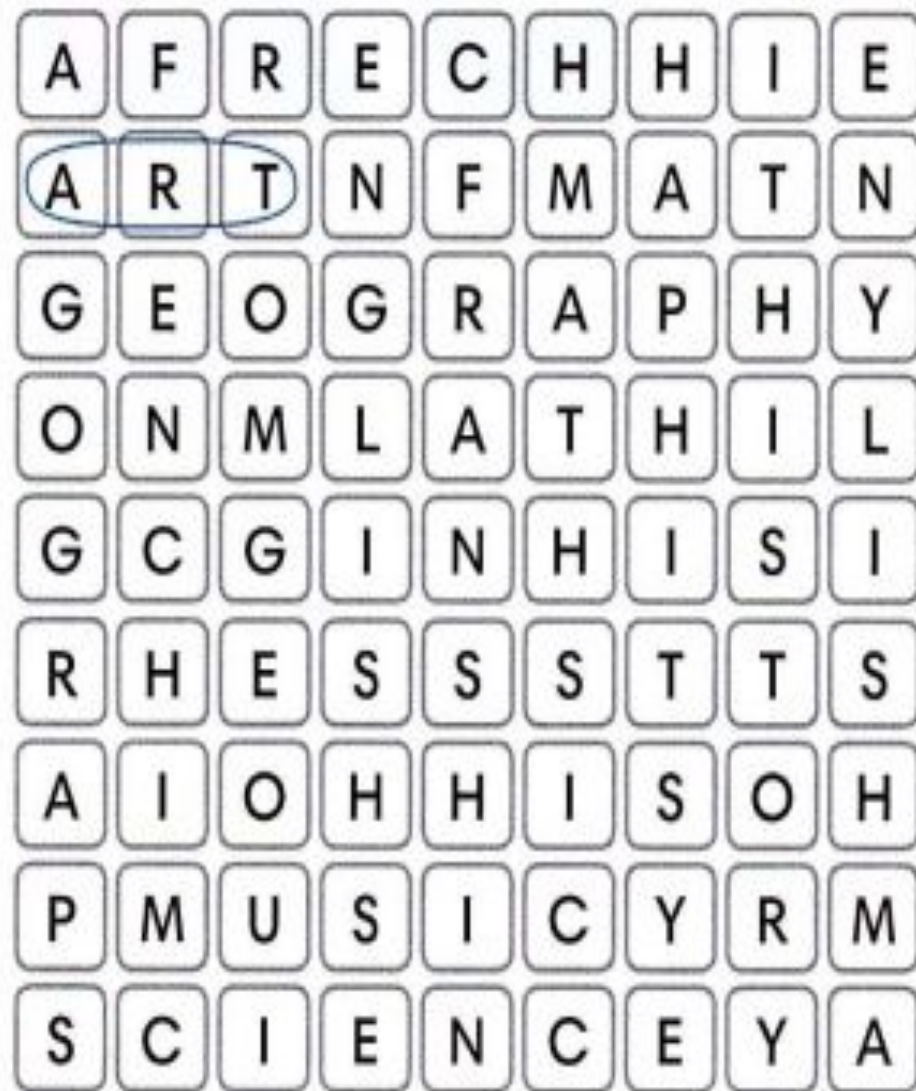 A F R E C H H I E
A R T N F M A T N
G E O G R A P H Y
O N M L A T H I L
G C G I N H I S I
R H E S S S T T S
A I O H H I S O H
P M U S I C Y R M
S C I E N C E Y A